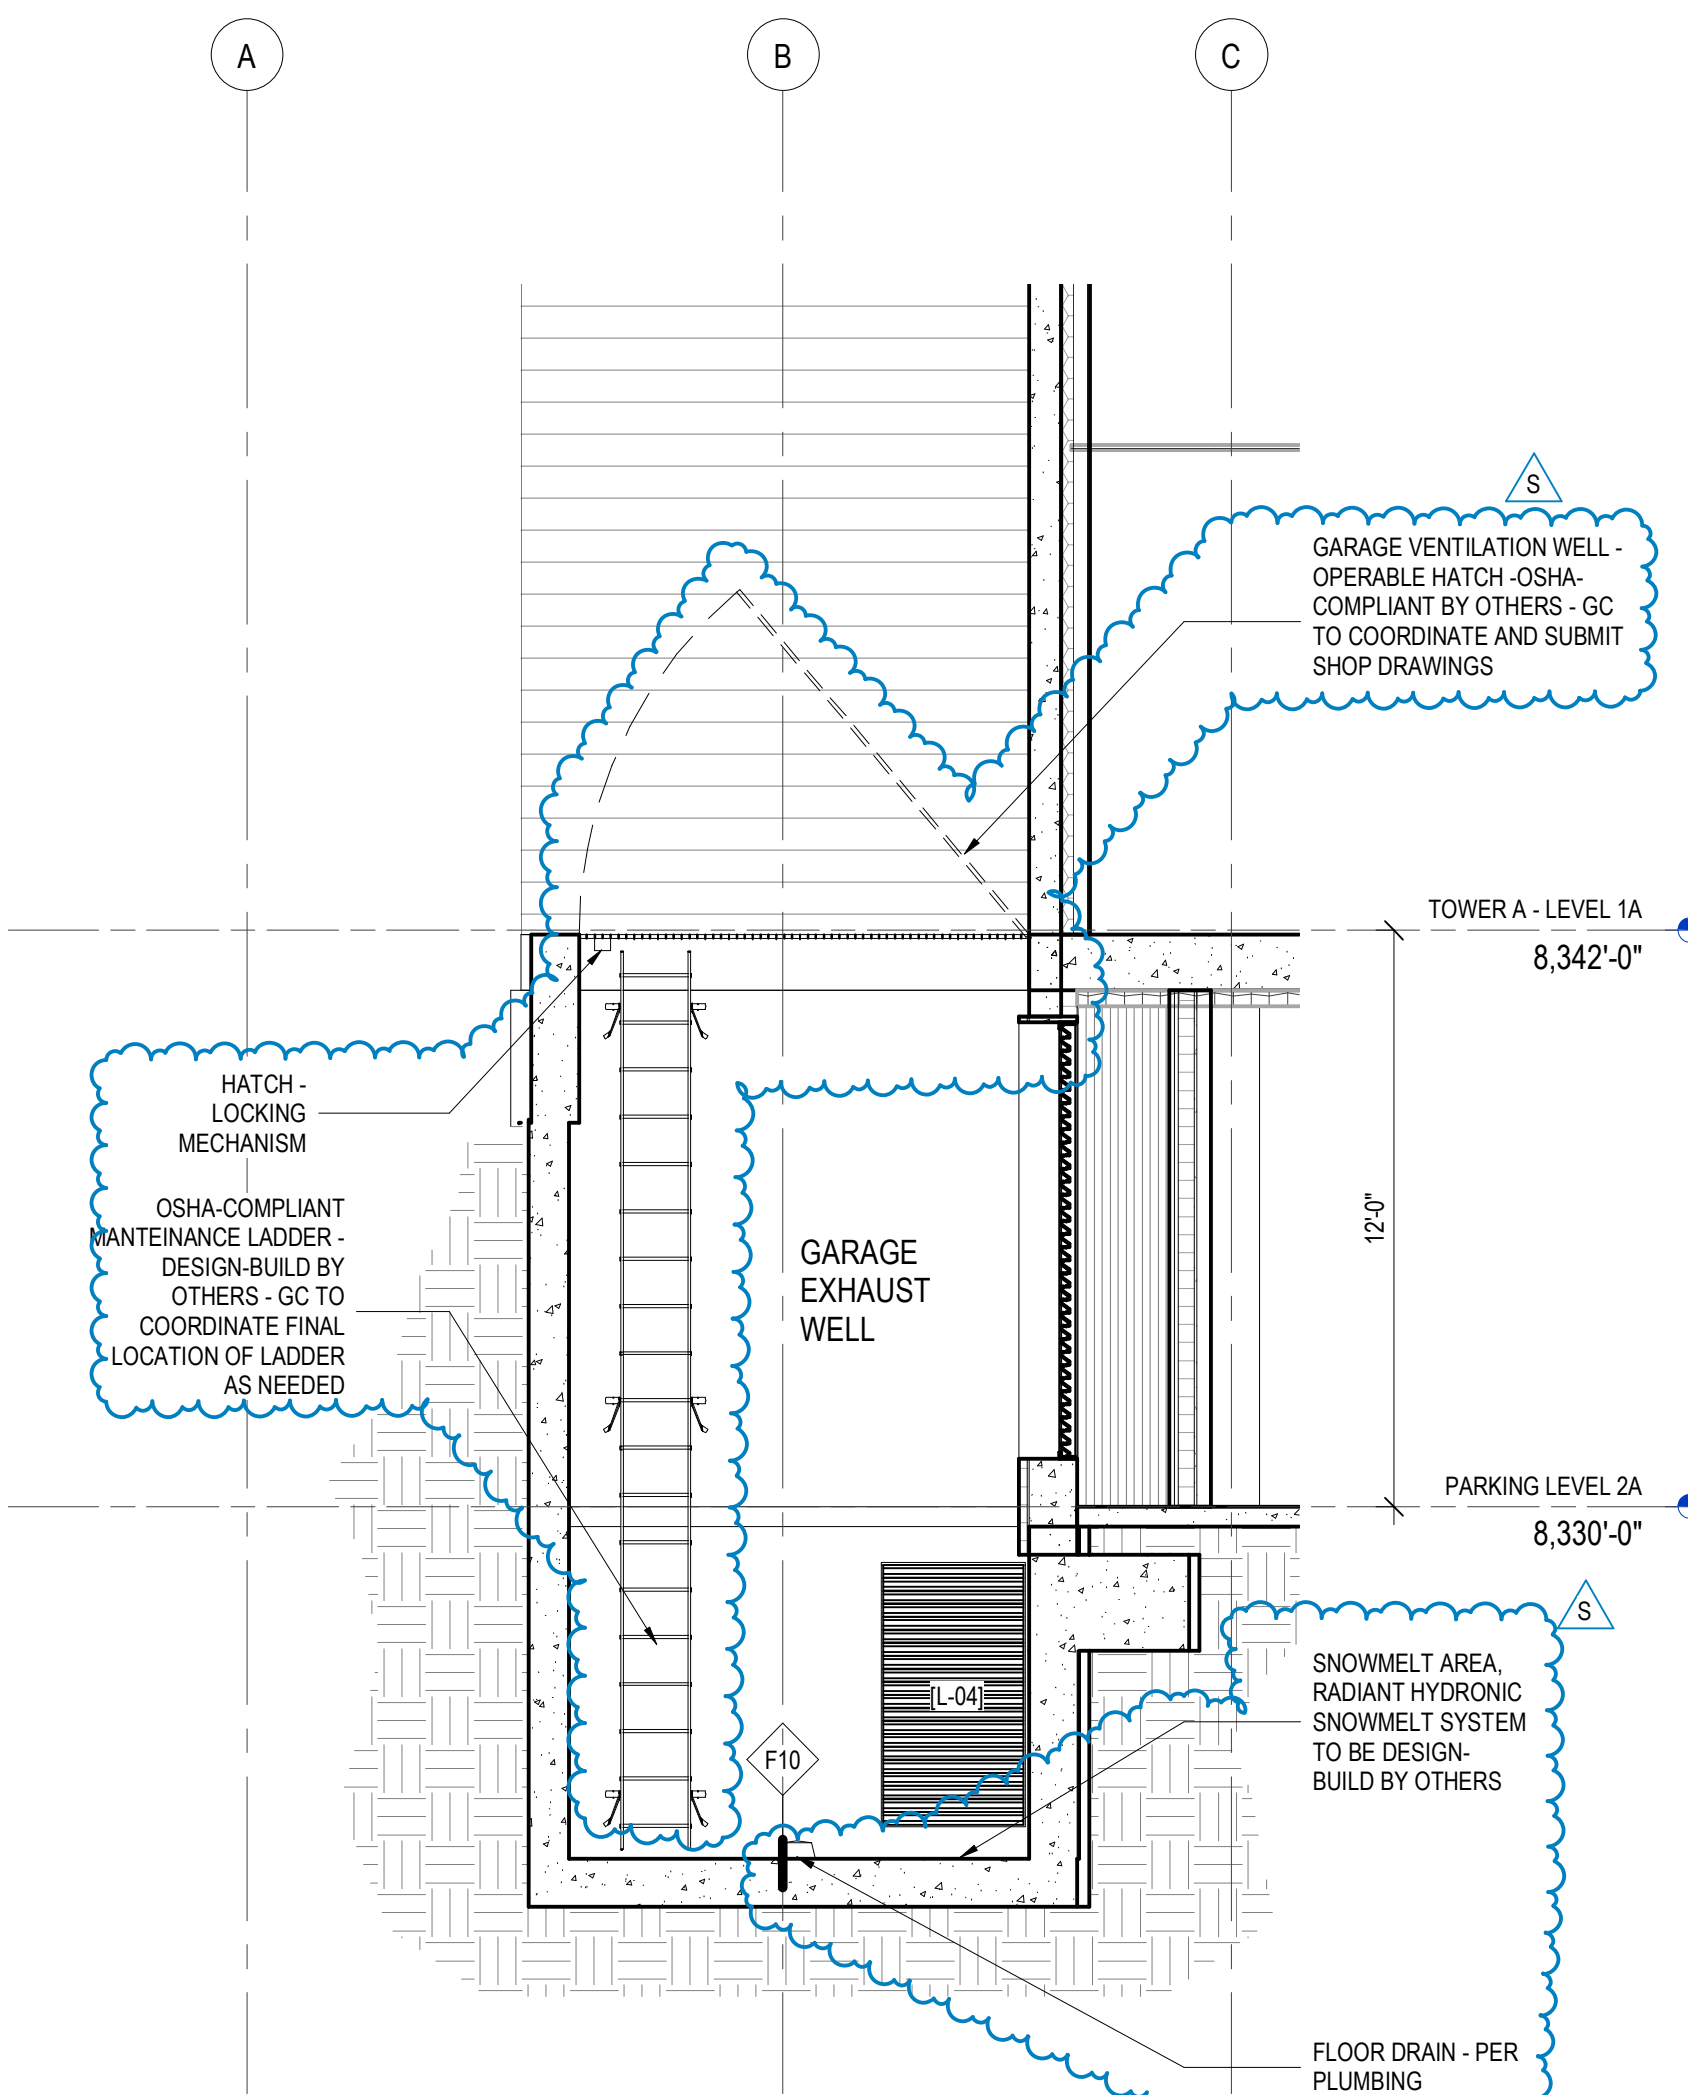 A
B
C
S
GARAGE VENTILATION WELL -
OPERABLE HATCH -OSHA-
COMPLIANT BY OTHERS - GC
TO COORDINATE AND SUBMIT
SHOP DRAWINGS
TOWER A - LEVEL 1A
8,342'-0"
HATCH -
LOCKING
MECHANISM
OSHA-COMPLIANT
MANTEINANCE LADDER -
DESIGN-BUILD BY
OTHERS - GC TO
COORDINATE FINAL
LOCATION OF LADDER
AS NEEDED
GARAGE
EXHAUST
WELL
12'-0"
PARKING LEVEL 2A
8,330'-0"
S
SNOWMELT AREA,
RADIANT HYDRONIC
SNOWMELT SYSTEM
TO BE DESIGN-
BUILD BY OTHERS
[L-04]
F10
FLOOR DRAIN - PER
PLUMBING